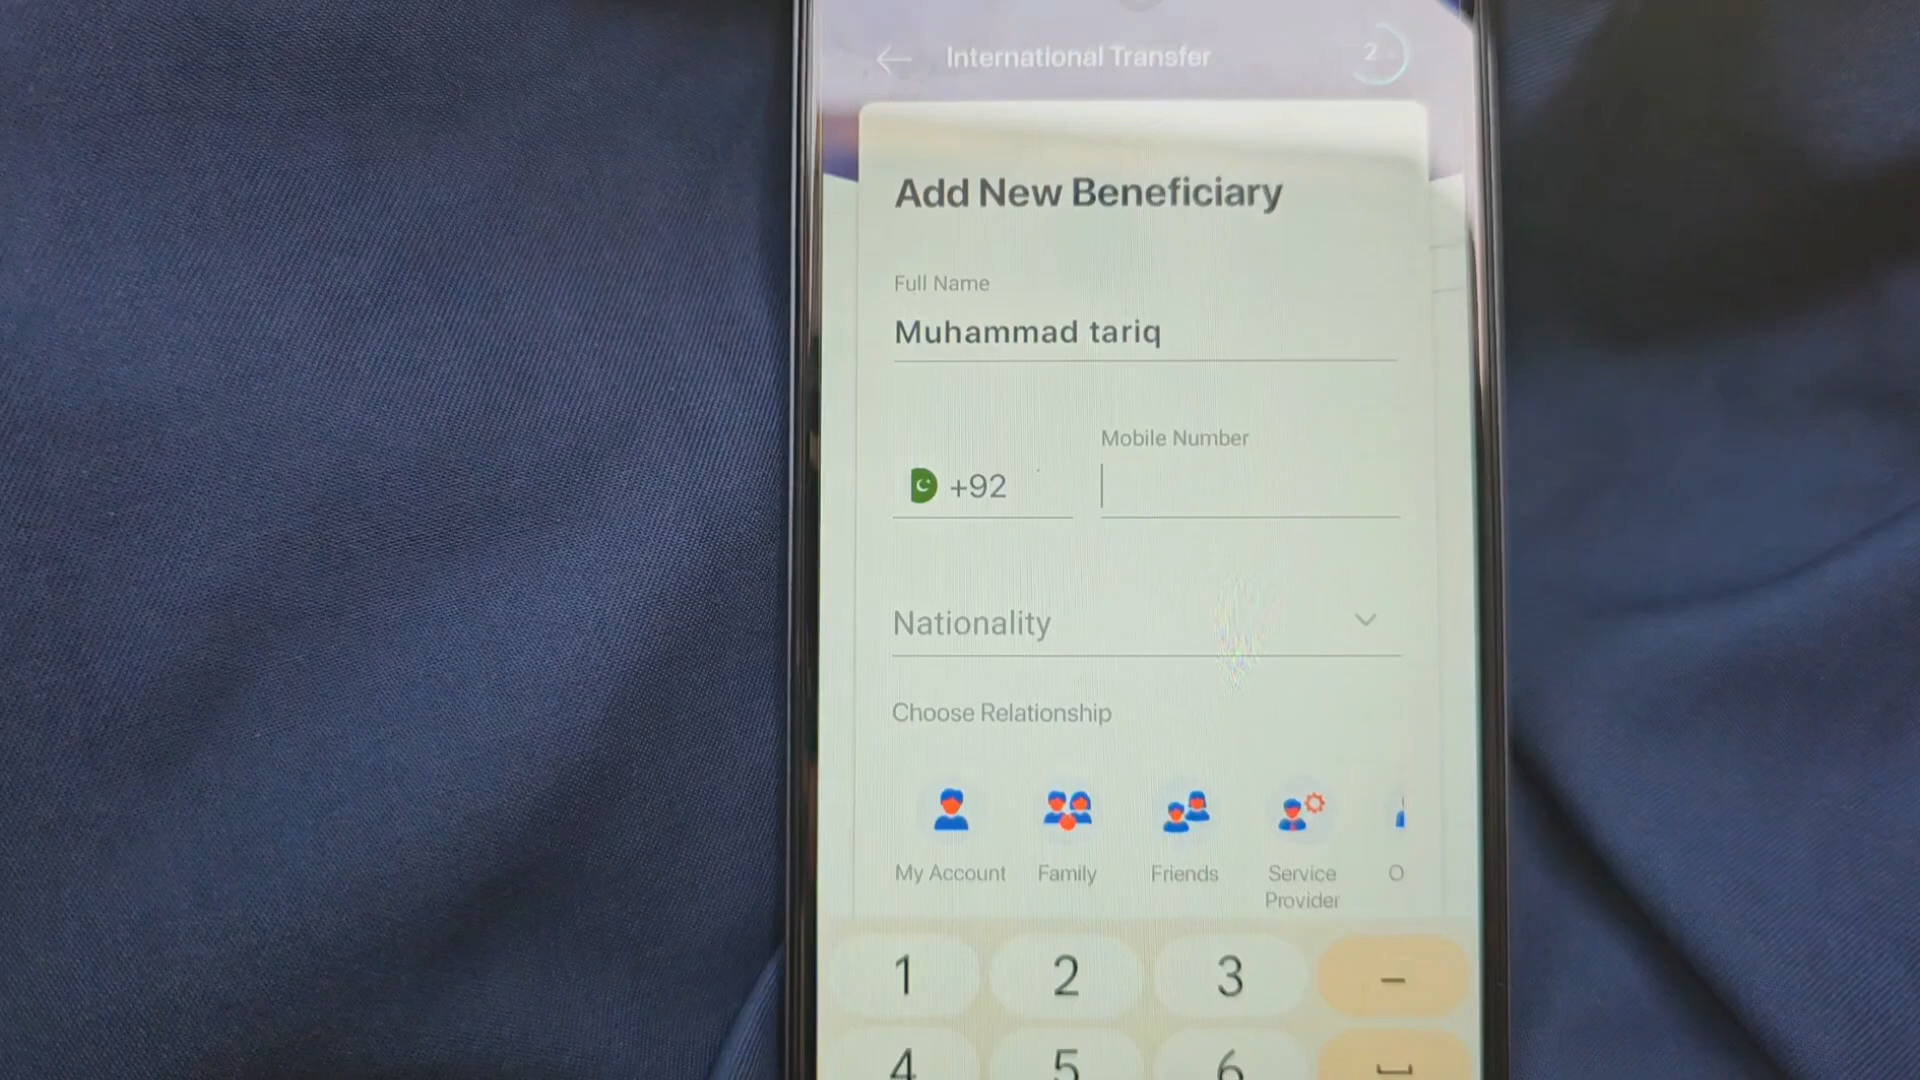 International Transfer
2
Add New Beneficiary
Full Name
Muhammad tariq
Mobile Number
+92
Nationality
Choose Relationship
My Account
Family
Friends
Service
Provider
O
1 2 3 –
4 5 6